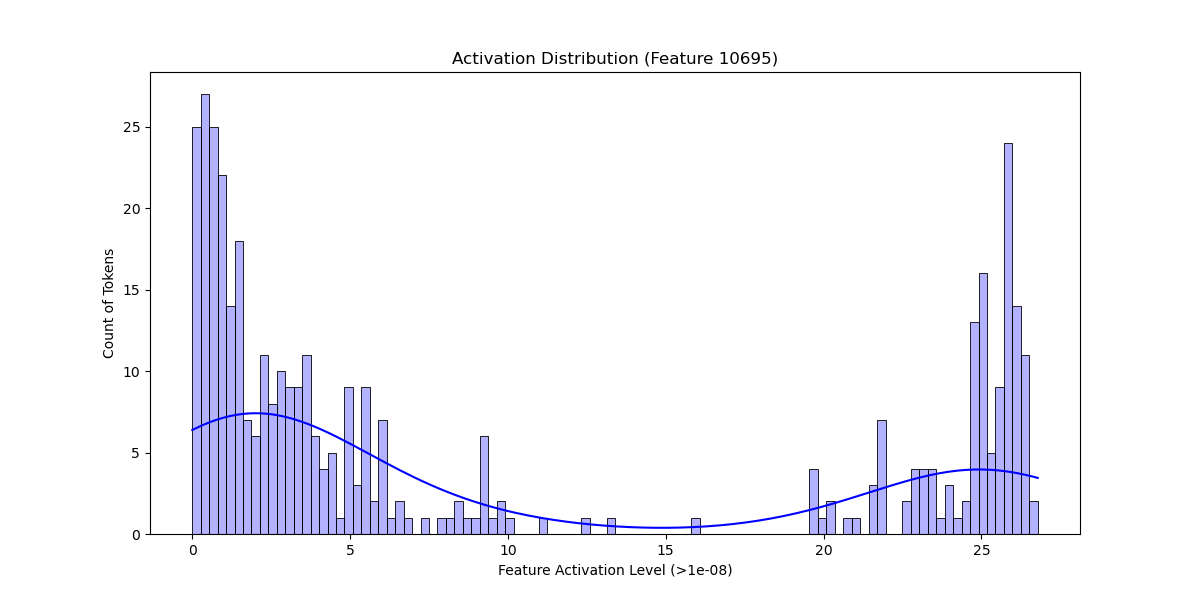 Activation Distribution (Feature 10695)
Count of Tokens
25
20
15
10
5
0
0 5 10 15 20 25
Feature Activation Level (>1e-08)